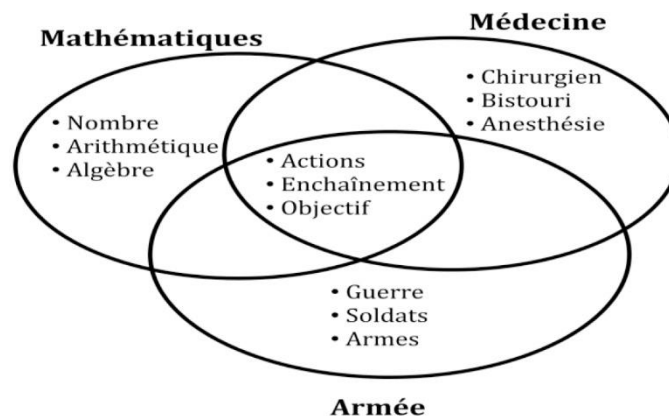 Mathématiques
Médecine
• Nombre
• Arithmétique
• Algèbre
• Chirurgien
• Bistouri
• Anesthésie
• Actions
• Enchaînement
• Objectif
• Guerre
• Soldats
• Armes
Armée